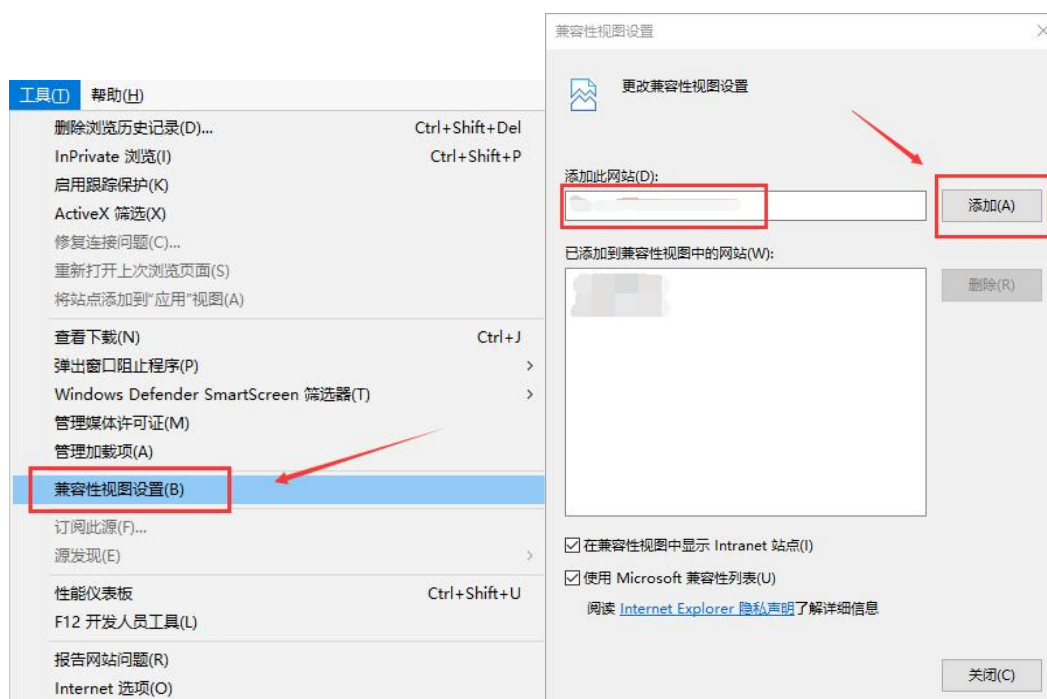 工具(T) 帮助(H)
删除浏览历史记录(D)... Ctrl+Shift+Del
InPrivate 浏览(I) Ctrl+Shift+P
启用跟踪保护(K)
ActiveX 筛选(X)
修复连接问题(C)...
重新打开上次浏览页面(S)
将站点添加到“应用”视图(A)
查看下载(N) Ctrl+J
弹出窗口阻止程序(P)
Windows Defender SmartScreen 筛选器(T)
管理媒体许可证(M)
管理加载项(A)
兼容性视图设置(B)
订阅此源(F)...
源发现(E)
性能仪表板 Ctrl+Shift+U
F12 开发人员工具(L)
报告网站问题(R)
Internet 选项(O)
兼容性视图设置
更改兼容性视图设置
添加此网站(D):
添加(A)
已添加到兼容性视图中的网站(W):
删除(R)
在兼容性视图中显示 Intranet 站点(I)
使用 Microsoft 兼容性列表(U)
阅读 Internet Explorer 隐私声明了解详细信息
关闭(C)